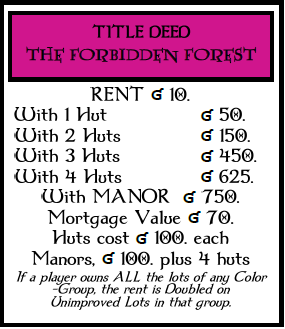 TITLE DEED
THE FORBIDDEN FOREST
RENT G 10.
With 1 Hut G 50.
With 2 Huts G 150.
With 3 Huts G 450.
With 4 Huts G 625.
With MANOR G 750.
Mortgage Value G 70.
Huts cost G 100. each
Manors, G 100. plus 4 huts
If a player owns ALL the lots of any Color
-Group, the rent is Doubled on
Unimproved Lots in that group.